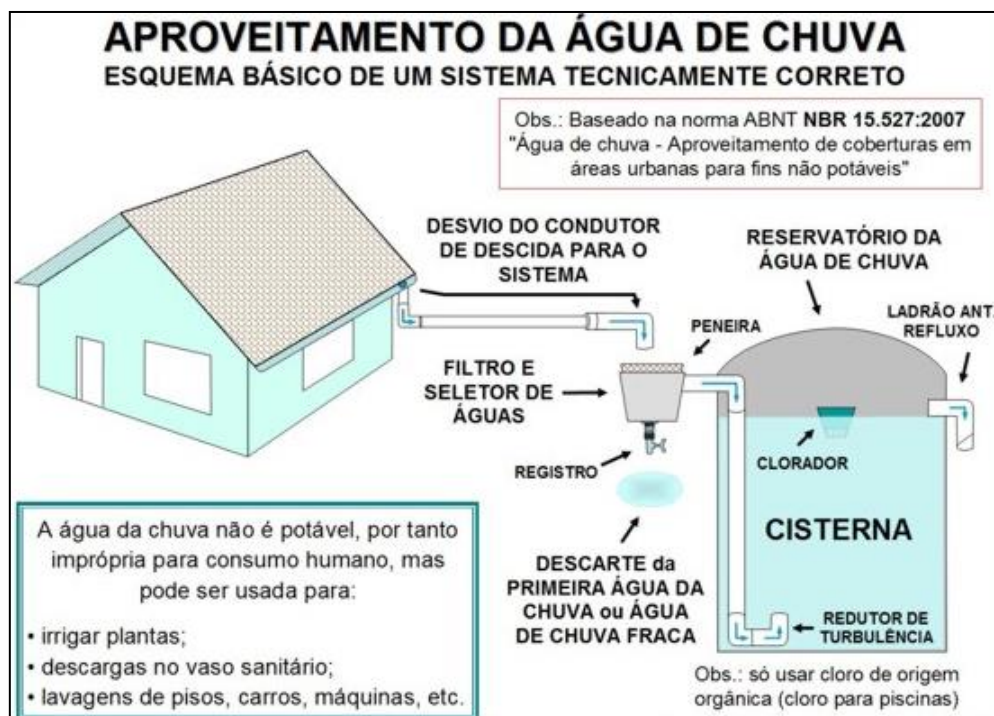 APROVEITAMENTO DA ÁGUA DE CHUVA
ESQUEMA BÁSICO DE UM SISTEMA TECNICAMENTE CORRETO
Obs.: Baseado na norma ABNT NBR 15.527:2007
"Água de chuva - Aproveitamento de coberturas em
áreas urbanas para fins não potáveis"
DESVIO DO CONDUTOR
DE DESCIDA PARA O
SISTEMA
RESERVATÓRIO DA
ÁGUA DE CHUVA
PENEIRA
LADRÃO ANT.
REFLUXO
FILTRO E
SELETOR DE
ÁGUAS
REGISTRO
CLORADOR
CISTERNA
DESCARTE da
PRIMEIRA ÁGUA DA
CHUVA ou ÁGUA
DE CHUVA FRACA
REDUTOR DE
TURBULÊNCIA
A água da chuva não é potável, por tanto
imprópria para consumo humano, mas
pode ser usada para:
• irrigar plantas;
• descargas no vaso sanitário;
• lavagens de pisos, carros, máquinas, etc.
Obs.: só usar cloro de origem
orgânica (cloro para piscinas)